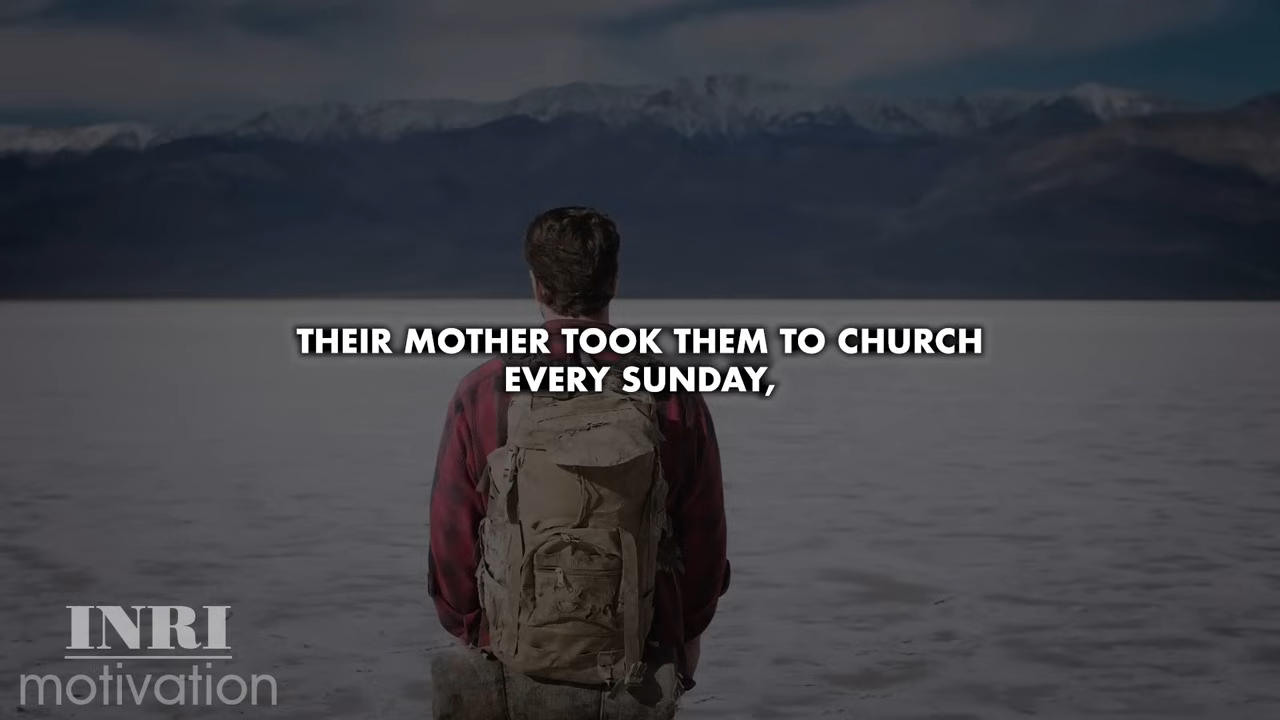 THEIR MOTHER TOOK THEM TO CHURCH
EVERY SUNDAY,
INRI
motivation